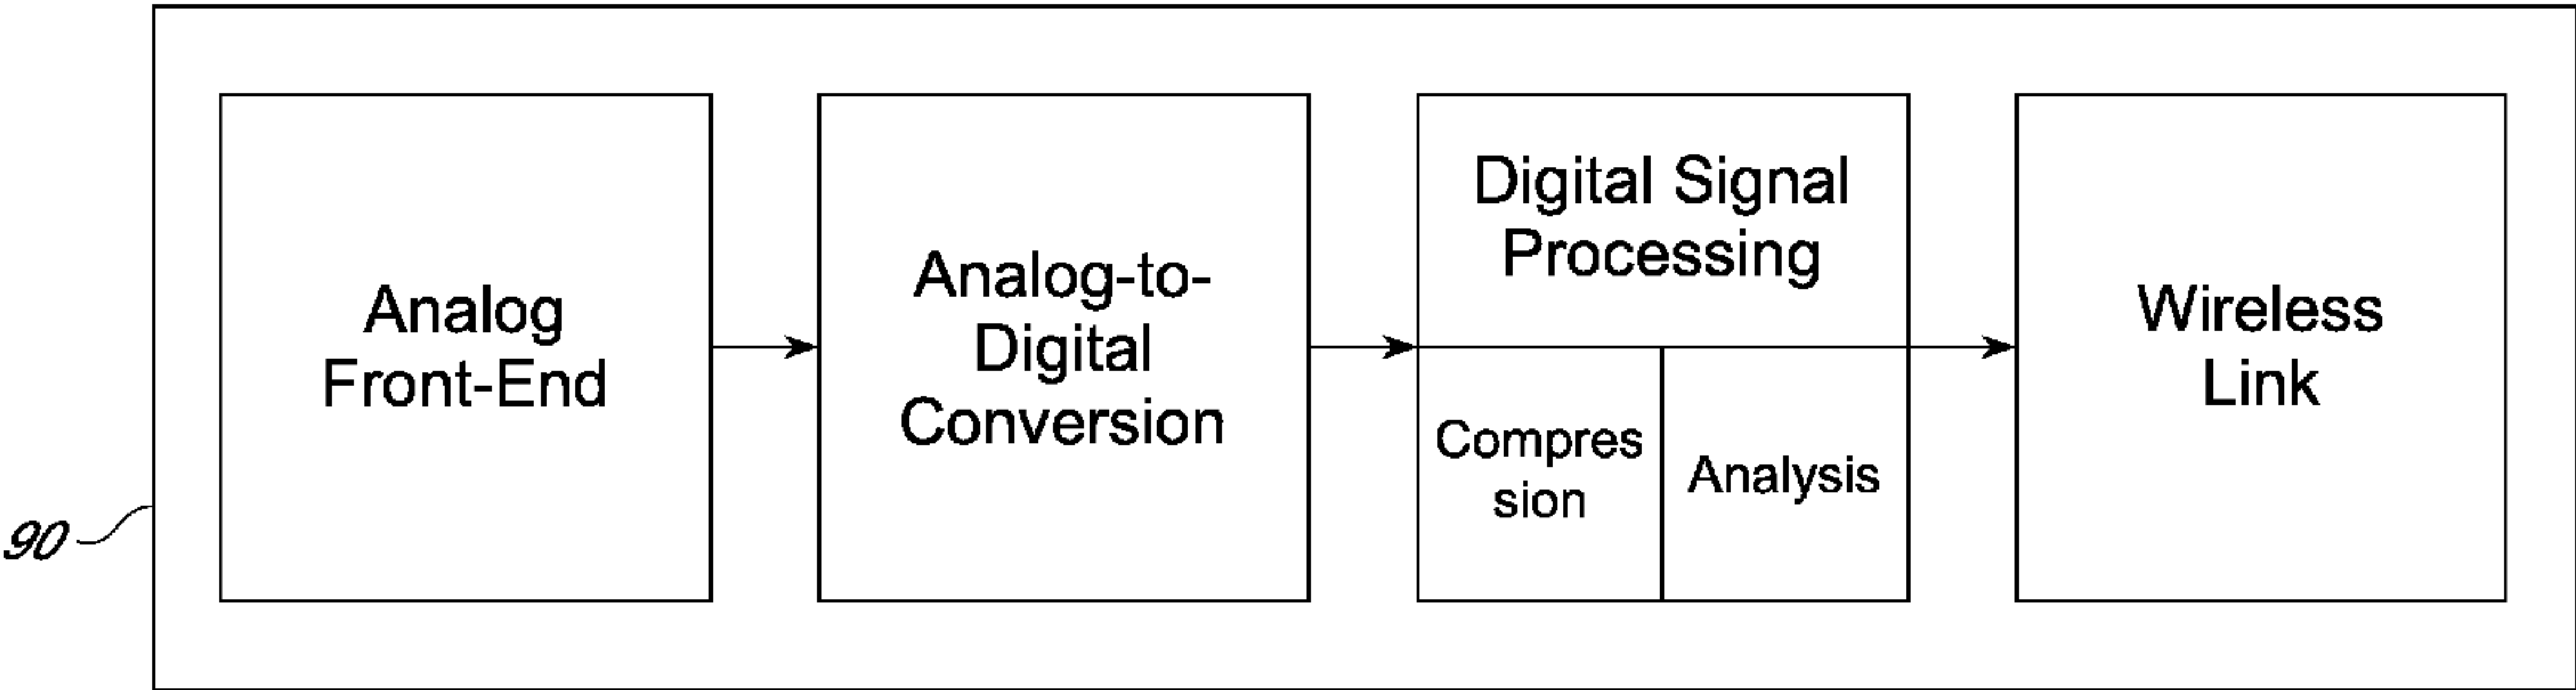 Analog
Front-End
Analog-to-
Digital
Conversion
Digital Signal
Processing
Compres
sion
Analysis
Wireless
Link
90